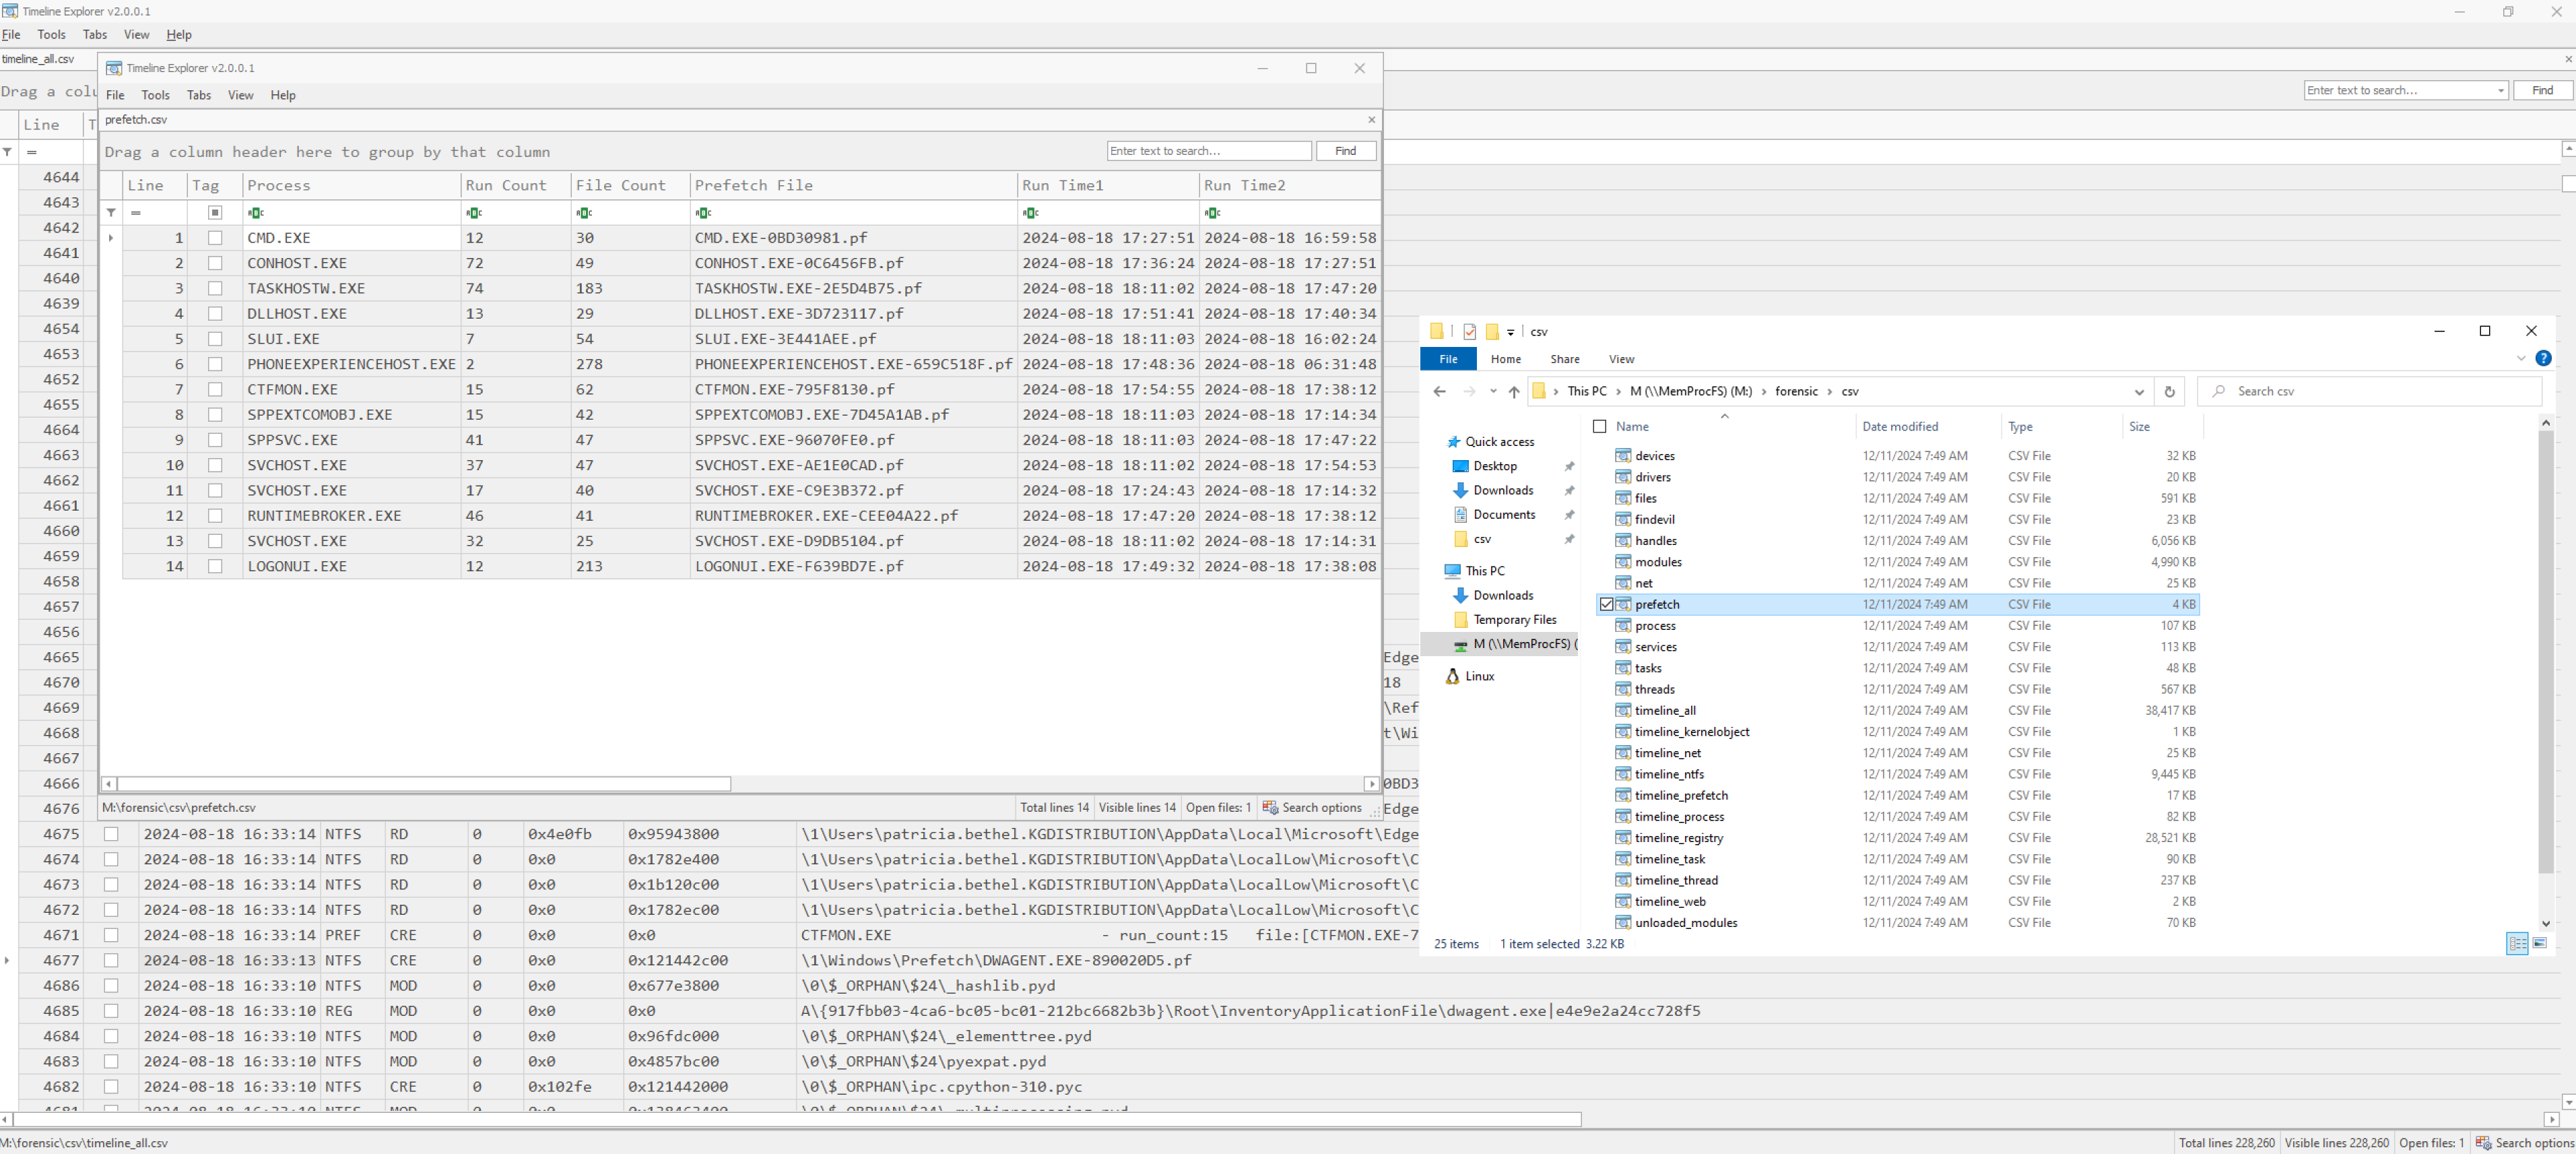 Timeline Explorer v2.0.0.1
File Tools Tabs View Help
timeline_all.csv
Drag a colu
Enter text to search... Find
Line T
=
4644
4643
4642
4641
4640
4639
4654
4653
4652
4655
4664
4663
4662
4661
4660
4659
4658
4657
4656
4665 Edge
4670 18
4669 \Ref
4668 t\Wi
4667
4666 0BD3
4676 Edge
4675 2024-08-18 16:33:14 NTFS RD 0 0x4e0fb 0x95943800 \1\Users\patricia.bethel.KGDISTRIBUTION\AppData\Local\Microsoft\Edge
4674 2024-08-18 16:33:14 NTFS RD 0 0x0 0x1782e400 \1\Users\patricia.bethel.KGDISTRIBUTION\AppData\LocalLow\Microsoft\C
4673 2024-08-18 16:33:14 NTFS RD 0 0x0 0x1b120c00 \1\Users\patricia.bethel.KGDISTRIBUTION\AppData\LocalLow\Microsoft\C
4672 2024-08-18 16:33:14 NTFS RD 0 0x0 0x1782ec00 \1\Users\patricia.bethel.KGDISTRIBUTION\AppData\LocalLow\Microsoft\C
4671 2024-08-18 16:33:14 PREF CRE 0 0x0 0x0 CTFMON.EXE - run_count:15 file:[CTFMON.EXE-7
4677 2024-08-18 16:33:13 NTFS CRE 0 0x0 0x121442c00 \1\Windows\Prefetch\DWAGENT.EXE-890020D5.pf
4686 2024-08-18 16:33:10 NTFS MOD 0 0x0 0x677e3800 \0\$_ORPHAN\$24\_hashlib.pyd
4685 2024-08-18 16:33:10 REG MOD 0 0x0 0x0 A\{917fbb03-4ca6-bc05-bc01-212bc6682b3b}\Root\InventoryApplicationFile\dwagent.exe|e4e9e2a24cc728f5
4684 2024-08-18 16:33:10 NTFS MOD 0 0x0 0x96fdc000 \0\$_ORPHAN\$24\_elementtree.pyd
4683 2024-08-18 16:33:10 NTFS MOD 0 0x0 0x4857bc00 \0\$_ORPHAN\$24\pyexpat.pyd
4682 2024-08-18 16:33:10 NTFS CRE 0 0x102fe 0x121442000 \0\$_ORPHAN\ipc.cpython-310.pyc
M:\forensic\csv\timeline_all.csv Total lines 228,260 Visible lines 228,260 Open files: 1 Search options
Timeline Explorer v2.0.0.1
File Tools Tabs View Help
prefetch.csv
Drag a column header here to group by that column
Enter text to search... Find
Line Tag Process Run Count File Count Prefetch File Run Time1 Run Time2
=
1 CMD.EXE 12 30 CMD.EXE-0BD30981.pf 2024-08-18 17:27:51 2024-08-18 16:59:58
2 CONHOST.EXE 72 49 CONHOST.EXE-0C6456FB.pf 2024-08-18 17:36:24 2024-08-18 17:27:51
3 TASKHOSTW.EXE 74 183 TASKHOSTW.EXE-2E5D4B75.pf 2024-08-18 18:11:02 2024-08-18 17:47:20
4 DLLHOST.EXE 13 29 DLLHOST.EXE-3D723117.pf 2024-08-18 17:51:41 2024-08-18 17:40:34
5 SLUI.EXE 7 54 SLUI.EXE-3E441AEE.pf 2024-08-18 18:11:03 2024-08-18 16:02:24
6 PHONEEXPERIENCEHOST.EXE 2 278 PHONEEXPERIENCEHOST.EXE-659C518F.pf 2024-08-18 17:48:36 2024-08-18 06:31:48
7 CTFMON.EXE 15 62 CTFMON.EXE-795F8130.pf 2024-08-18 17:54:55 2024-08-18 17:38:12
8 SPPEXTCOMOBJ.EXE 15 42 SPPEXTCOMOBJ.EXE-7D45A1AB.pf 2024-08-18 18:11:03 2024-08-18 17:14:34
9 SPPSVC.EXE 41 47 SPPSVC.EXE-96070FE0.pf 2024-08-18 18:11:03 2024-08-18 17:47:22
10 SVCHOST.EXE 37 47 SVCHOST.EXE-AE1E0CAD.pf 2024-08-18 18:11:02 2024-08-18 17:54:53
11 SVCHOST.EXE 17 40 SVCHOST.EXE-C9E3B372.pf 2024-08-18 17:24:43 2024-08-18 17:14:32
12 RUNTIMEBROKER.EXE 46 41 RUNTIMEBROKER.EXE-CEE04A22.pf 2024-08-18 17:47:20 2024-08-18 17:38:12
13 SVCHOST.EXE 32 25 SVCHOST.EXE-D9DB5104.pf 2024-08-18 18:11:02 2024-08-18 17:14:31
14 LOGONUI.EXE 12 213 LOGONUI.EXE-F639BD7E.pf 2024-08-18 17:49:32 2024-08-18 17:38:08
M:\forensic\csv\prefetch.csv Total lines 14 Visible lines 14 Open files: 1 Search options
csv
File Home Share View
This PC M (\\MemProcFS) (M:) forensic csv Search csv
Quick access
Desktop
Downloads
Documents
csv
This PC
Downloads
Temporary Files
M (\\MemProcFS) (
Linux
Name Date modified Type Size
devices 12/11/2024 7:49 AM CSV File 32 KB
drivers 12/11/2024 7:49 AM CSV File 20 KB
files 12/11/2024 7:49 AM CSV File 591 KB
findevil 12/11/2024 7:49 AM CSV File 23 KB
handles 12/11/2024 7:49 AM CSV File 6,056 KB
modules 12/11/2024 7:49 AM CSV File 4,990 KB
net 12/11/2024 7:49 AM CSV File 25 KB
prefetch 12/11/2024 7:49 AM CSV File 4 KB
process 12/11/2024 7:49 AM CSV File 107 KB
services 12/11/2024 7:49 AM CSV File 113 KB
tasks 12/11/2024 7:49 AM CSV File 48 KB
threads 12/11/2024 7:49 AM CSV File 567 KB
timeline_all 12/11/2024 7:49 AM CSV File 38,417 KB
timeline_kernelobject 12/11/2024 7:49 AM CSV File 1 KB
timeline_net 12/11/2024 7:49 AM CSV File 25 KB
timeline_ntfs 12/11/2024 7:49 AM CSV File 9,445 KB
timeline_prefetch 12/11/2024 7:49 AM CSV File 17 KB
timeline_process 12/11/2024 7:49 AM CSV File 82 KB
timeline_registry 12/11/2024 7:49 AM CSV File 28,521 KB
timeline_task 12/11/2024 7:49 AM CSV File 90 KB
timeline_thread 12/11/2024 7:49 AM CSV File 237 KB
timeline_web 12/11/2024 7:49 AM CSV File 2 KB
unloaded_modules 12/11/2024 7:49 AM CSV File 70 KB
25 items 1 item selected 3.22 KB